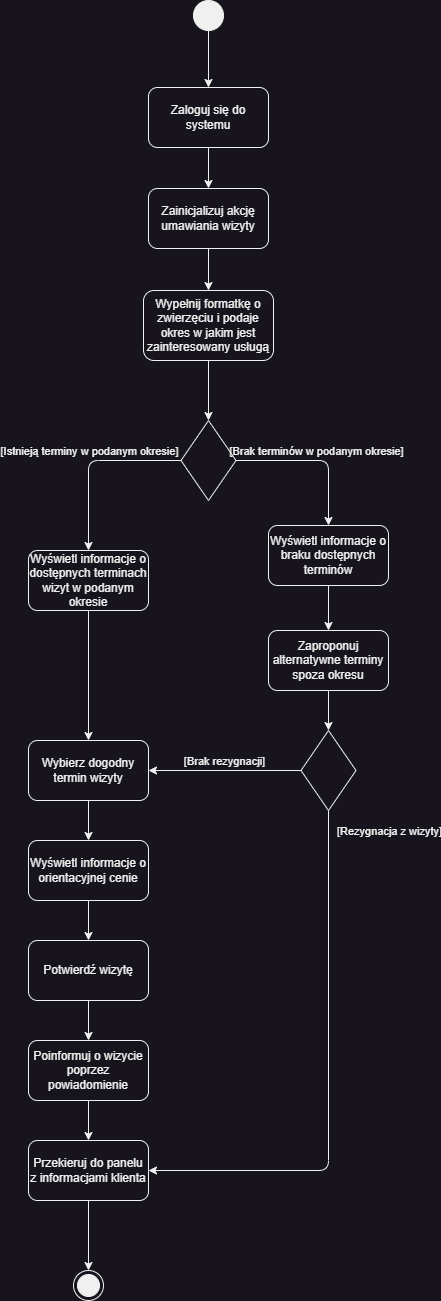 Zaloguj się do
systemu
Zainicjalizuj akcję
umawiania wizyty
Wypełnij formatkę o
zwierzęciu i podaje
okres w jakim jest
zainteresowany usługą
[Istnieją terminy w podanym okresie]
[Brak terminów w podanym okresie]
Wyświetl informacje o
dostępnych terminach
wizyt w podanym
okresie
Wyświetl informacje o
braku dostępnych
terminów
Zaproponuj
alternatywne terminy
spoza okresu
Wybierz dogodny
termin wizyty
[Brak rezygnacji]
[Rezygnacja z wizyty]
Wyświetl informacje o
orientacyjnej cenie
Potwierdź wizytę
Poinformuj o wizycie
poprzez
powiadomienie
Przekieruj do panelu
z informacjami klienta